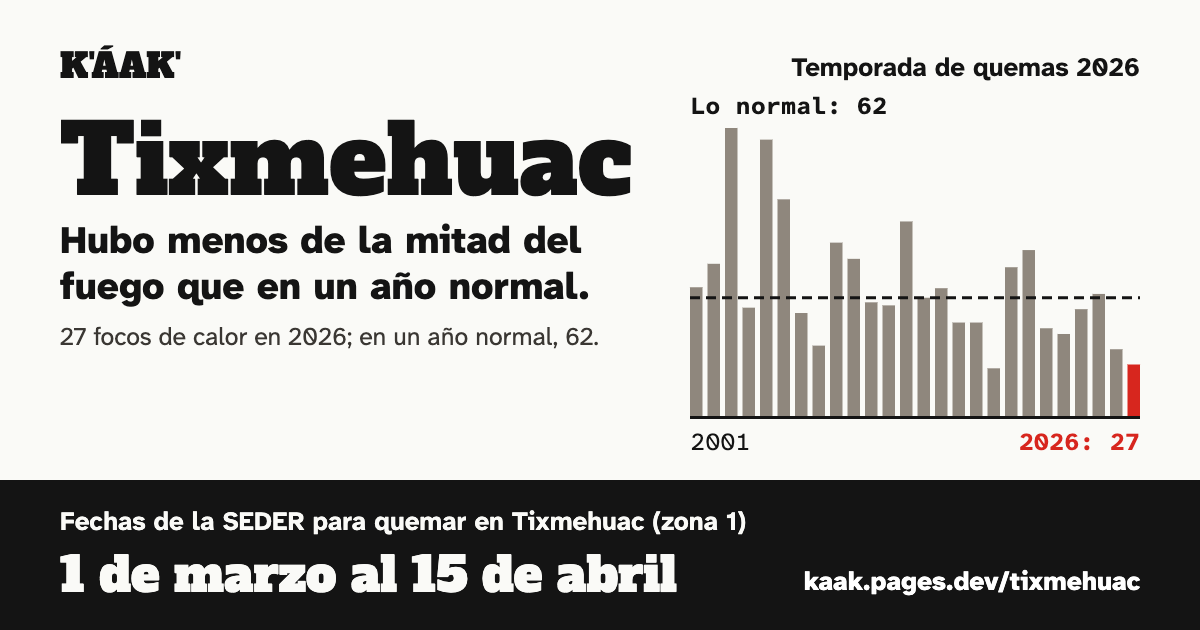 K'ÁAK'
Tixmehuac
Hubo menos de la mitad del
fuego que en un año normal.
27 focos de calor en 2026; en un año normal, 62.
Temporada de quemas 2026
Lo normal: 62
2001
2026: 27
Fechas de la SEDER para quemar en Tixmehuac (zona 1)
1 de marzo al 15 de abril
kaak.pages.dev/tixmehuac